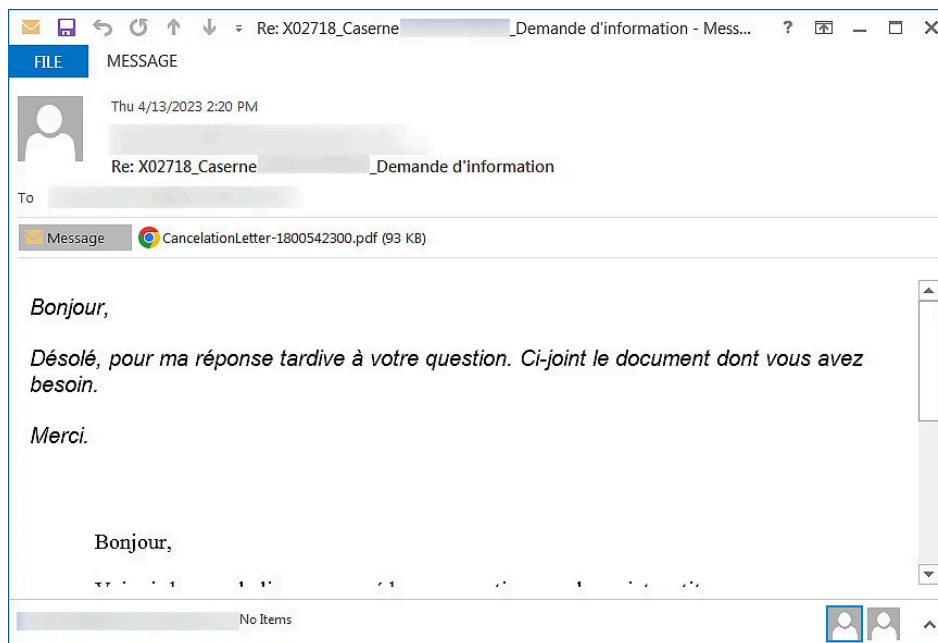 Re: X02718_Caserne _Demande d'information - Mess... ?
FILE MESSAGE
Thu 4/13/2023 2:20 PM
Re: X02718_Caserne _Demande d'information
To
Message CancelationLetter-1800542300.pdf (93 KB)
Bonjour,
Désolé, pour ma réponse tardive à votre question. Ci-joint le document dont vous avez
besoin.
Merci.
Bonjour,
No Items